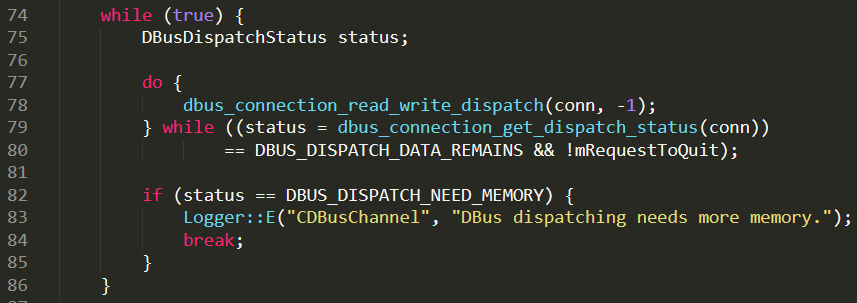 74 while (true) {
75 DBusDispatchStatus status;
76
77 do {
78 dbus_connection_read_write_dispatch(conn, -1);
79 } while ((status = dbus_connection_get_dispatch_status(conn))
80 == DBUS_DISPATCH_DATA_REMAINS && !mRequestToQuit);
81
82 if (status == DBUS_DISPATCH_NEED_MEMORY) {
83 Logger::E("CDBusChannel", "DBus dispatching needs more memory.");
84 break;
85 }
86 }